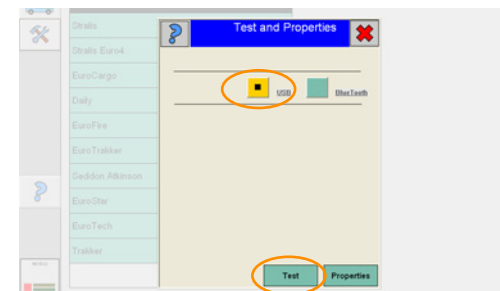 Test and Properties
Stralis
Stralis Euro4
EuroCargo
USB BlueTooth
Daily
EuroFire
EuroTrakker
Seddon Atkinson
EuroStar
EuroTech
Trakker
Test Properties